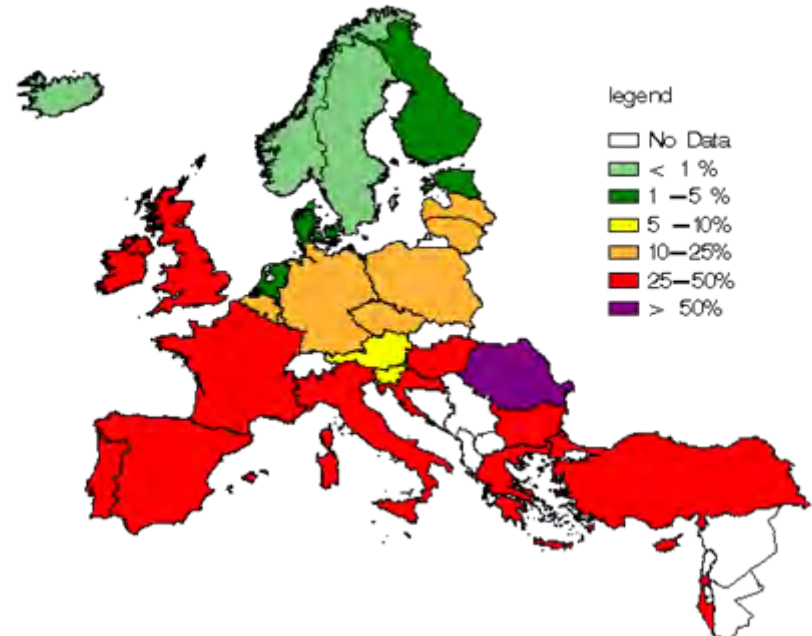 legend
No Data
< 1 %
1 –5 %
5 –10%
10–25%
25–50%
> 50%